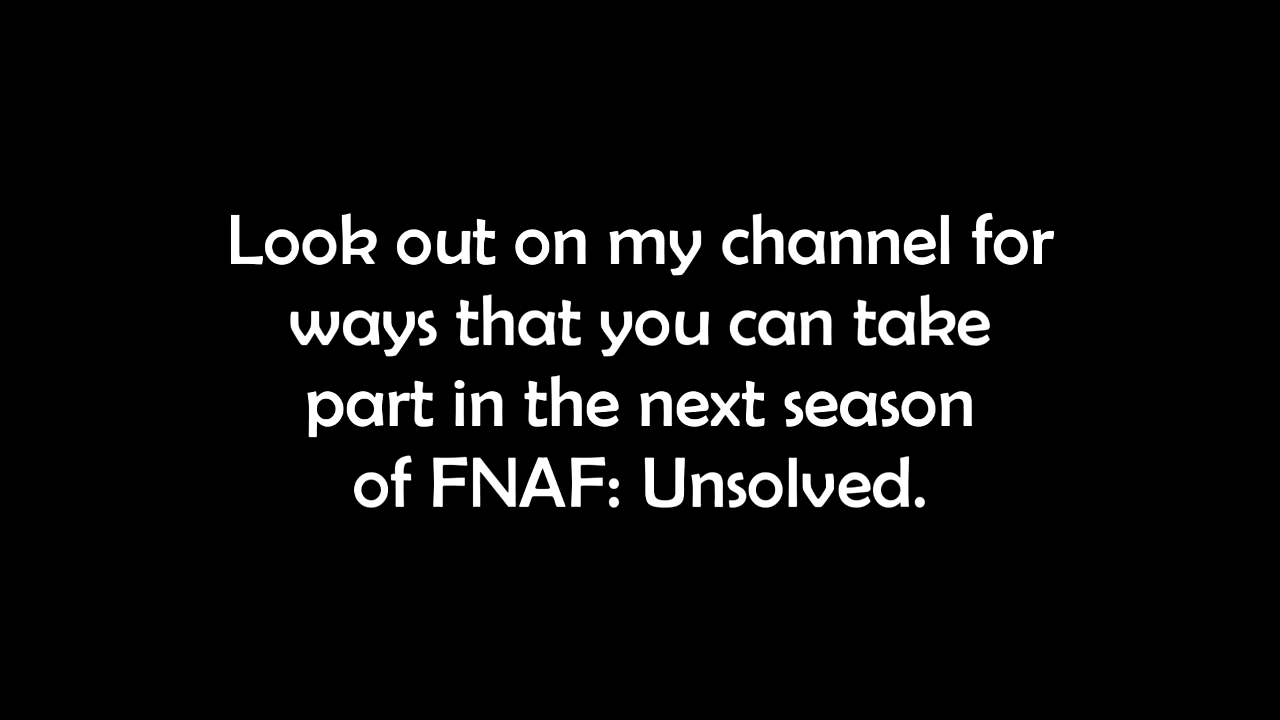 Look out on my channel for
ways that you can take
part in the next season
of FNAF: Unsolved.